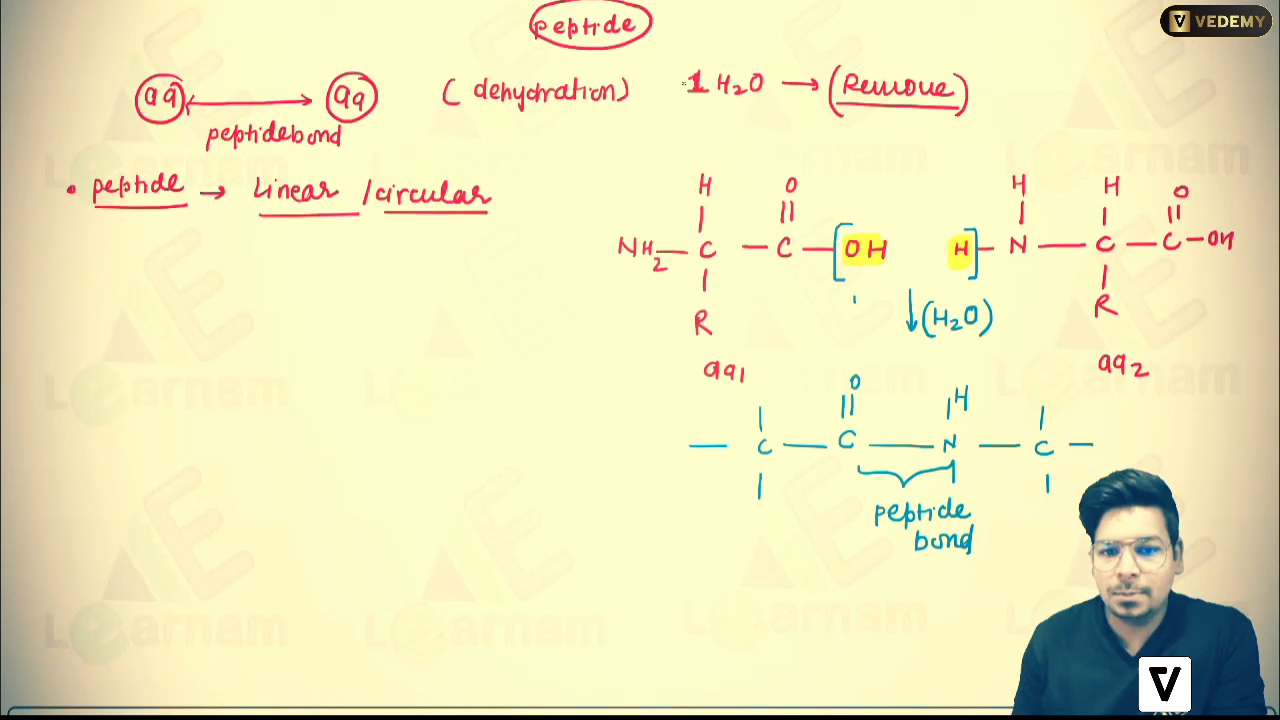 peptide
VEDEMY
aa aa (dehydration) 1 H2O → (Remove)
peptidebond
• peptide → Linear /circular
H O H H O
|| | | ||
NH2— C — C — [OH H] — N — C — C — OH
R ↓(H2O) R
aa1 aa2
O H
— C — C — N — C —
peptide
bond
Learnam